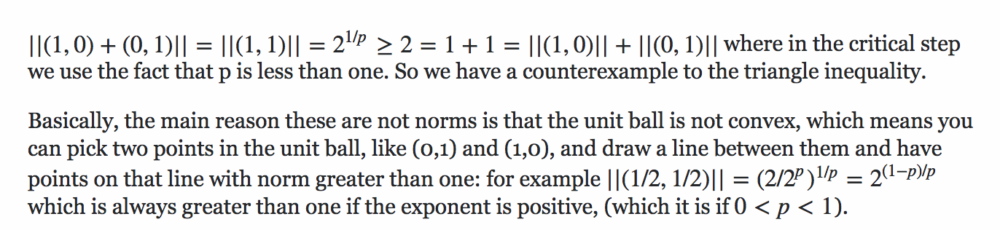 ||(1, 0) + (0, 1)|| = ||(1, 1)|| = 2^{1/p} ≥ 2 = 1 + 1 = ||(1, 0)|| + ||(0, 1)|| where in the critical step
we use the fact that p is less than one. So we have a counterexample to the triangle inequality.
Basically, the main reason these are not norms is that the unit ball is not convex, which means you
can pick two points in the unit ball, like (0,1) and (1,0), and draw a line between them and have
points on that line with norm greater than one: for example ||(1/2, 1/2)|| = (2/2^p)^{1/p} = 2^{(1−p)/p}
which is always greater than one if the exponent is positive, (which it is if 0 < p < 1).